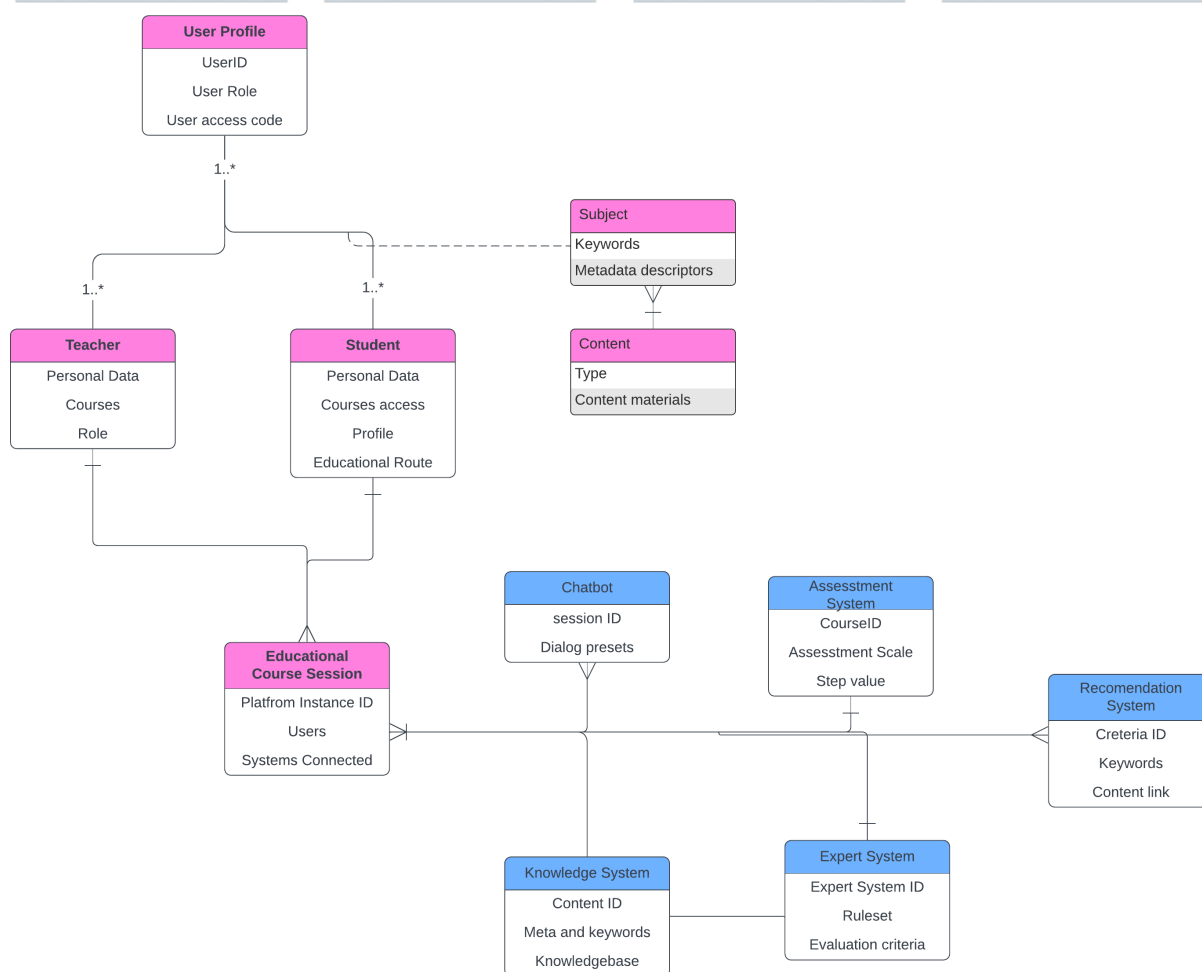 User Profile
UserID
User Role
User access code
1..*
1..*
1..*
Subject
Keywords
Metadata descriptors
Teacher
Personal Data
Courses
Role
Student
Personal Data
Courses access
Profile
Educational Route
Content
Type
Content materials
Educational
Course Session
Platfrom Instance ID
Users
Systems Connected
Chatbot
session ID
Dialog presets
Assesstment
System
CourseID
Assesstment Scale
Step value
Recomendation
System
Creteria ID
Keywords
Content link
Knowledge System
Content ID
Meta and keywords
Knowledgebase
Expert System
Expert System ID
Ruleset
Evaluation criteria